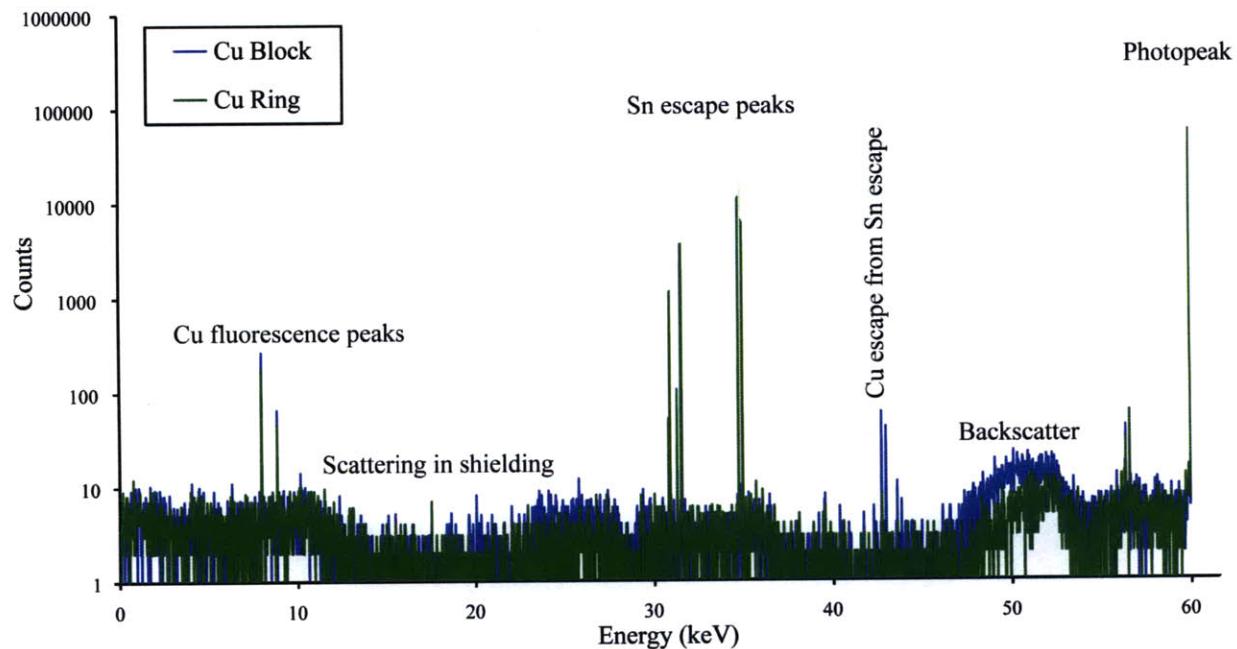 1000000
100000
10000
1000
100
10
1
Counts
Cu Block
Cu Ring
Photopeak
Sn escape peaks
Cu escape from Sn escape
Cu fluorescence peaks
Scattering in shielding
Backscatter
0 10 20 30 40 50 60
Energy (keV)